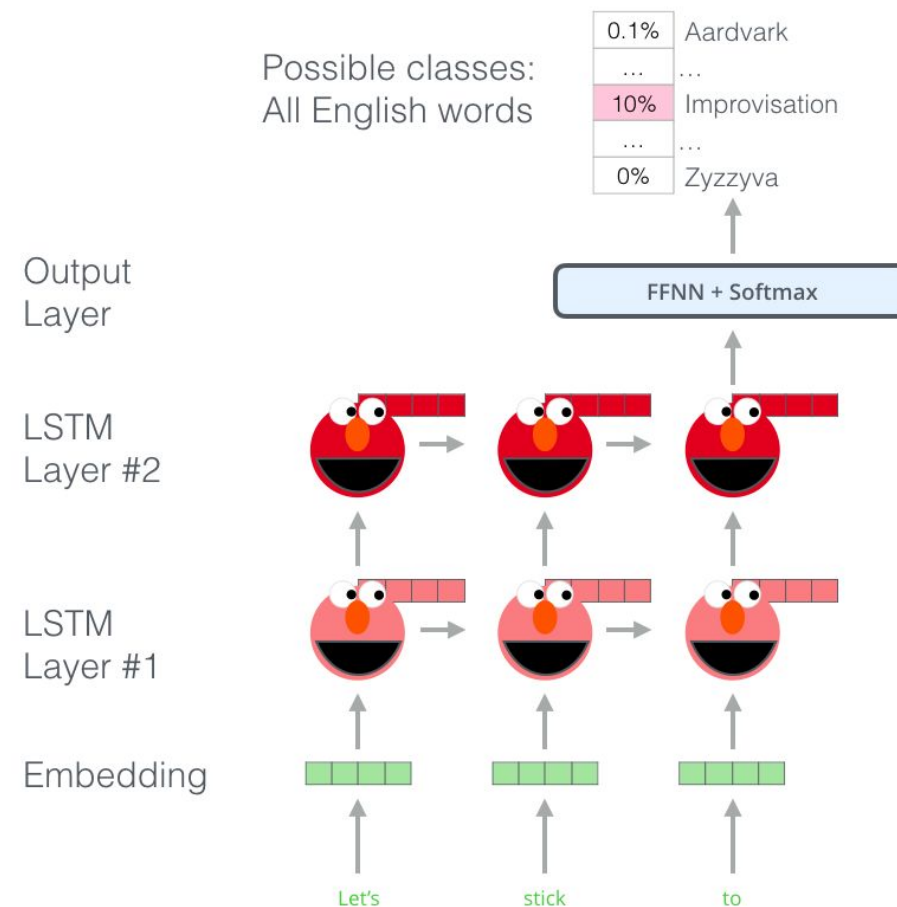 0.1% Aardvark
Possible classes:
... ...
All English words
10% Improvisation
... ...
0% Zyzzyva
Output
Layer
FFNN + Softmax
LSTM
Layer #2
LSTM
Layer #1
Embedding
Let's stick to